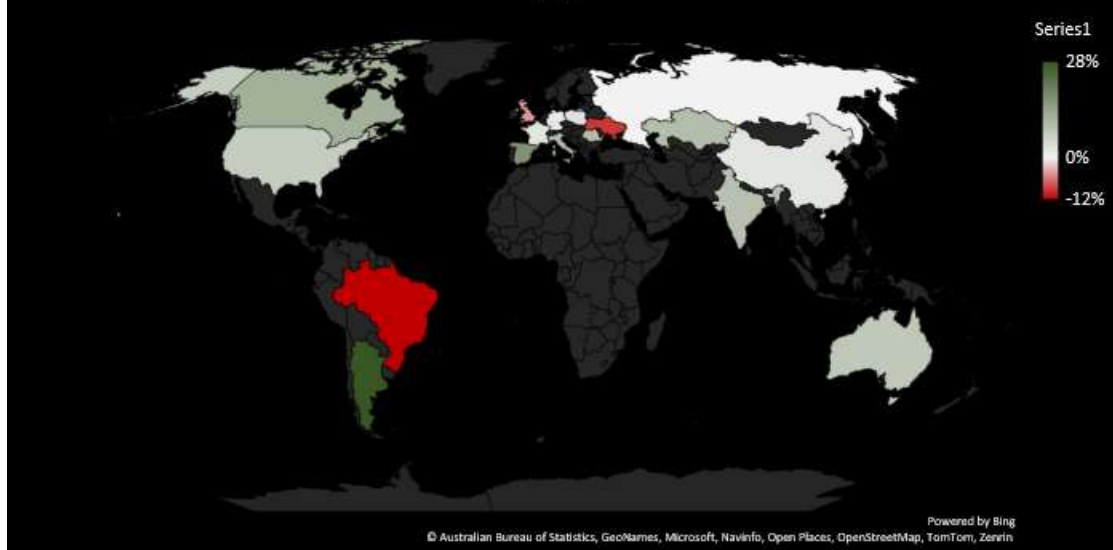 Series1
28%
0%
-12%
Powered by Bing
© Australian Bureau of Statistics, GeoNames, Microsoft, Navinfo, Open Places, OpenStreetMap, TomTom, Zenrin